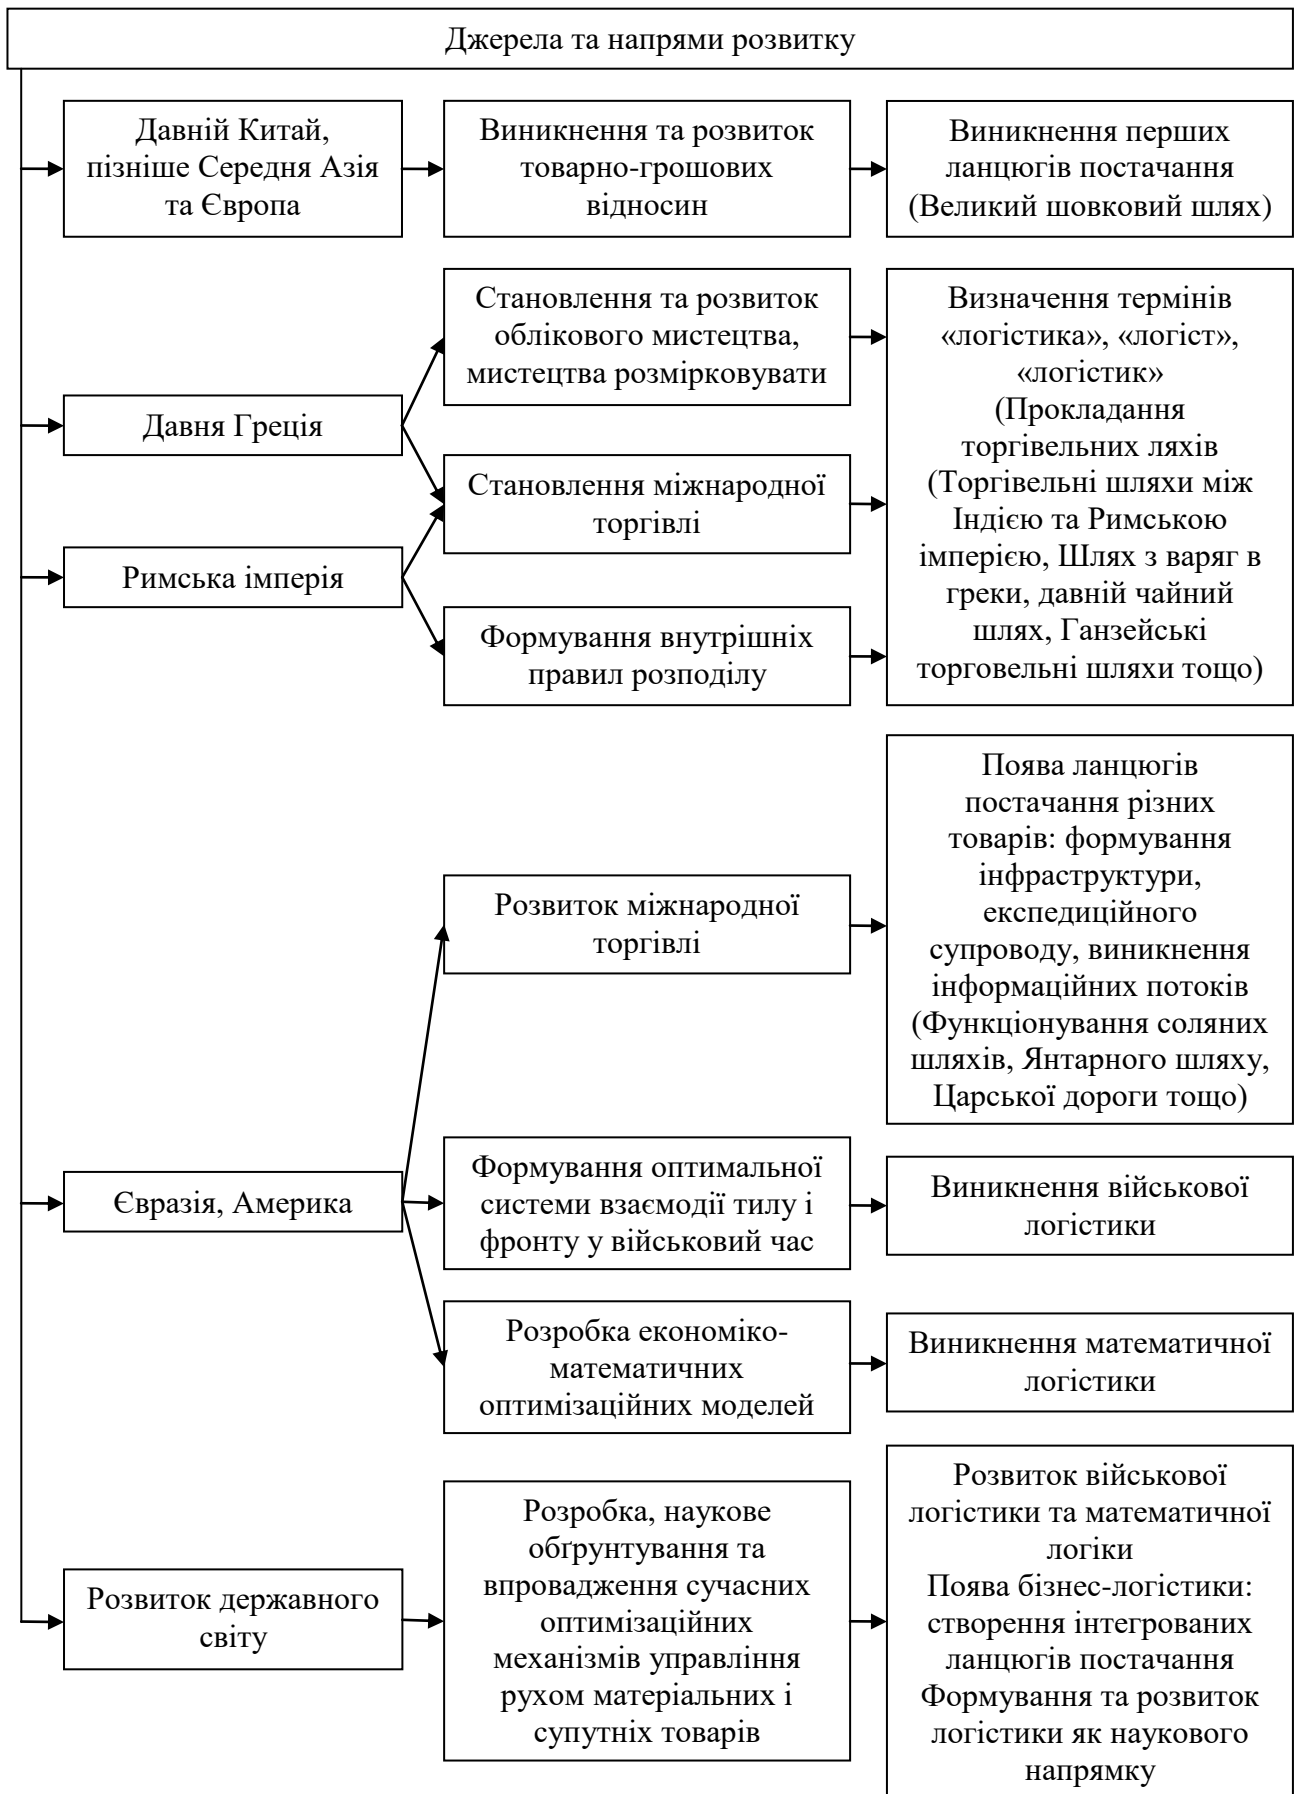 Джерела та напрями розвитку
Давній Китай,
пізніше Середня Азія
та Європа
Виникнення та розвиток
товарно-грошових
відносин
Виникнення перших
ланцюгів постачання
(Великий шовковий шлях)
Давня Греція
Римська імперія
Становлення та розвиток
облікового мистецтва,
мистецтва розмірковувати
Становлення міжнародної
торгівлі
Формування внутрішніх
правил розподілу
Визначення термінів
«логістика», «логіст»,
«логістик»
(Прокладання
торгівельних ляхів
(Торгівельні шляхи між
Індією та Римською
імперією, Шлях з варяг в
греки, давній чайний
шлях, Ганзейські
торговельні шляхи тощо)
Євразія, Америка
Розвиток міжнародної
торгівлі
Поява ланцюгів
постачання різних
товарів: формування
інфраструктури,
експедиційного
супроводу, виникнення
інформаційних потоків
(Функціонування соляних
шляхів, Янтарного шляху,
Царської дороги тощо)
Формування оптимальної
системи взаємодії тилу і
фронту у військовий час
Виникнення військової
логістики
Розробка економіко-
математичних
оптимізаційних моделей
Виникнення математичної
логістики
Розвиток державного
світу
Розробка, наукове
обґрунтування та
впровадження сучасних
оптимізаційних
механізмів управління
рухом матеріальних і
супутніх товарів
Розвиток військової
логістики та математичної
логіки
Поява бізнес-логістики:
створення інтегрованих
ланцюгів постачання
Формування та розвиток
логістики як наукового
напрямку